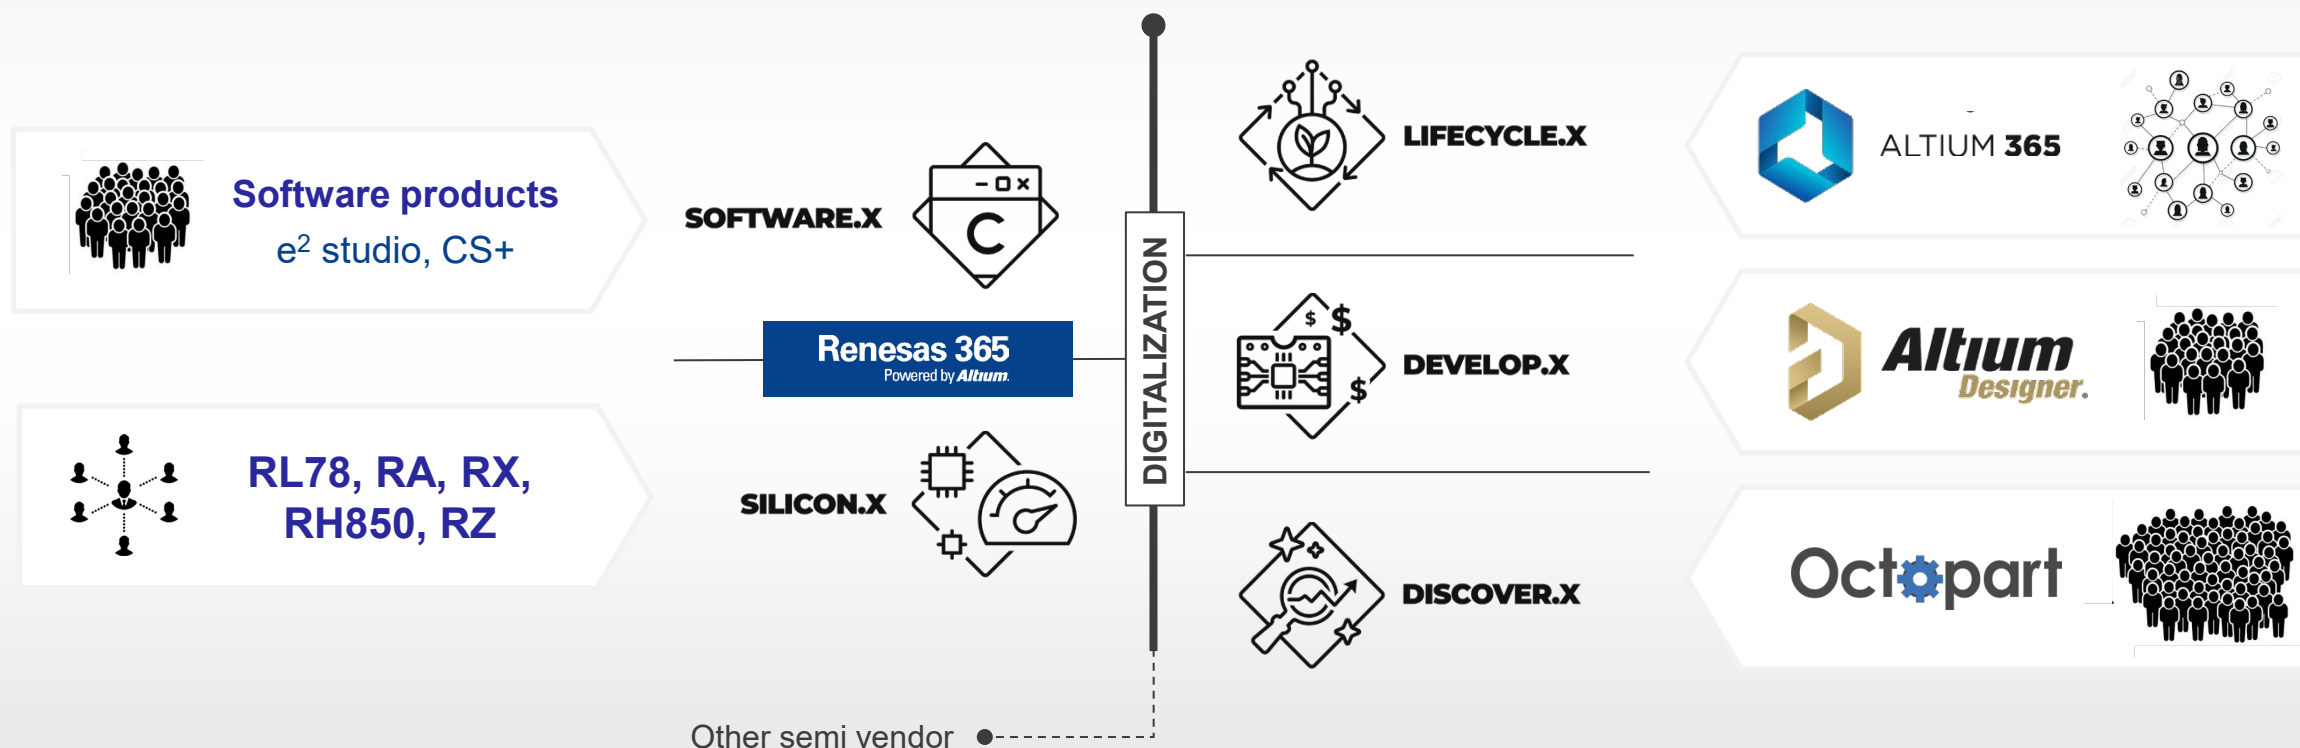 Software products
e² studio, CS+
RL78, RA, RX,
RH850, RZ
SOFTWARE.X
C
Renesas 365
Powered by Altium.
SILICON.X
DIGITALIZATION
Other semi vendor
LIFECYCLE.X
$ $
$
DEVELOP.X
DISCOVER.X
ALTIUM 365
Altium
Designer®
Octopart